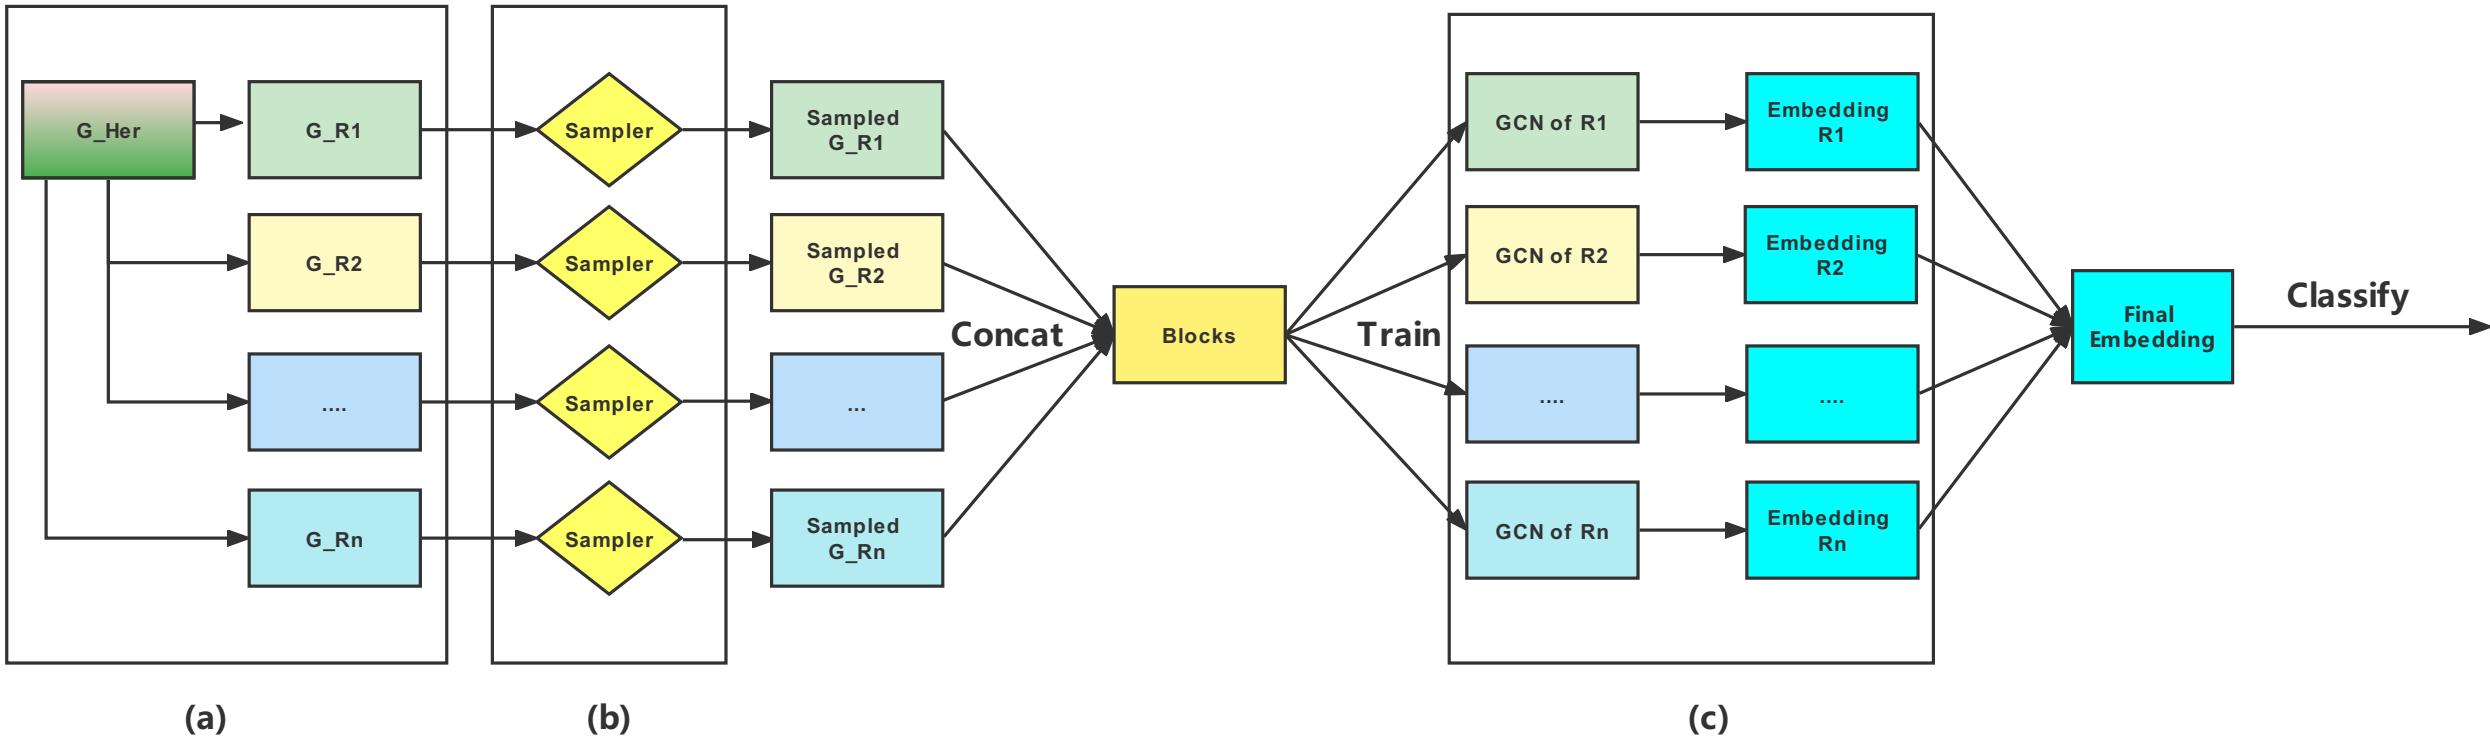 G_Her
G_R1
Sampler
Sampled
G_R1
G_R2
Sampler
Sampled
G_R2
....
Sampler
...
G_Rn
Sampler
Sampled
G_Rn
Concat
Blocks
Train
GCN of R1
Embedding
R1
GCN of R2
Embedding
R2
....
....
GCN of Rn
Embedding
Rn
Final
Embedding
Classify
(a)
(b)
(c)